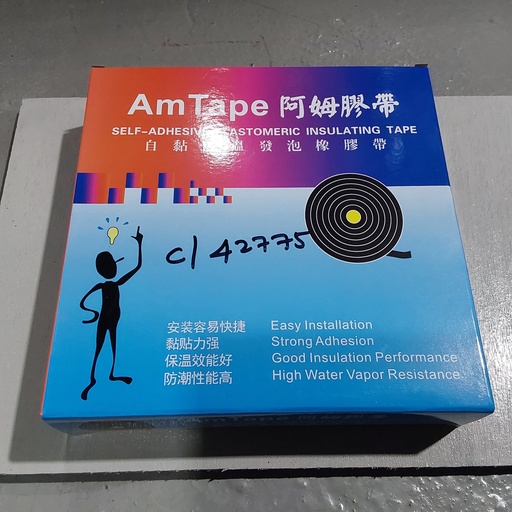 AmTape 阿姆膠帶
SELF-ADHESIVE ELASTOMERIC INSULATING TAPE
自黏 溫發泡橡膠帶
C/ 42775
安装容易快捷 Easy Installation
黏贴力强 Strong Adhesion
保温效能好 Good Insulation Performance
防潮性能高 High Water Vapor Resistance